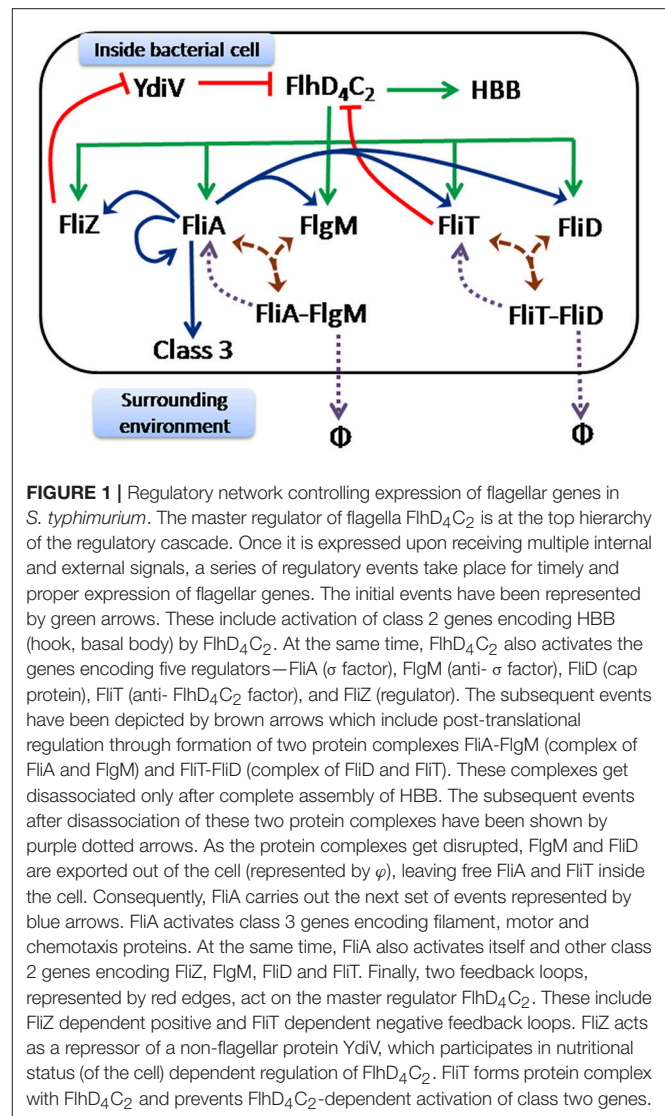 Inside bacterial cell
YdiV FlhD₄C₂ HBB
FliZ FliA FlgM FliT FliD
FliA-FlgM FliT-FliD
Class 3
Surrounding
environment
Φ Φ
FIGURE 1 | Regulatory network controlling expression of flagellar genes in
S. typhimurium. The master regulator of flagella FlhD₄C₂ is at the top hierarchy
of the regulatory cascade. Once it is expressed upon receiving multiple internal
and external signals, a series of regulatory events take place for timely and
proper expression of flagellar genes. The initial events have been represented
by green arrows. These include activation of class 2 genes encoding HBB
(hook, basal body) by FlhD₄C₂. At the same time, FlhD₄C₂ also activates the
genes encoding five regulators—FliA (σ factor), FlgM (anti- σ factor), FliD (cap
protein), FliT (anti- FlhD₄C₂ factor), and FliZ (regulator). The subsequent events
have been depicted by brown arrows which include post-translational
regulation through formation of two protein complexes FliA-FlgM (complex of
FliA and FlgM) and FliT-FliD (complex of FliD and FliT). These complexes get
disassociated only after complete assembly of HBB. The subsequent events
after disassociation of these two protein complexes have been shown by
purple dotted arrows. As the protein complexes get disrupted, FlgM and FliD
are exported out of the cell (represented by φ), leaving free FliA and FliT inside
the cell. Consequently, FliA carries out the next set of events represented by
blue arrows. FliA activates class 3 genes encoding filament, motor and
chemotaxis proteins. At the same time, FliA also activates itself and other class
2 genes encoding FliZ, FlgM, FliD and FliT. Finally, two feedback loops,
represented by red edges, act on the master regulator FlhD₄C₂. These include
FliZ dependent positive and FliT dependent negative feedback loops. FliZ acts
as a repressor of a non-flagellar protein YdiV, which participates in nutritional
status (of the cell) dependent regulation of FlhD₄C₂. FliT forms protein complex
with FlhD₄C₂ and prevents FlhD₄C₂-dependent activation of class two genes.